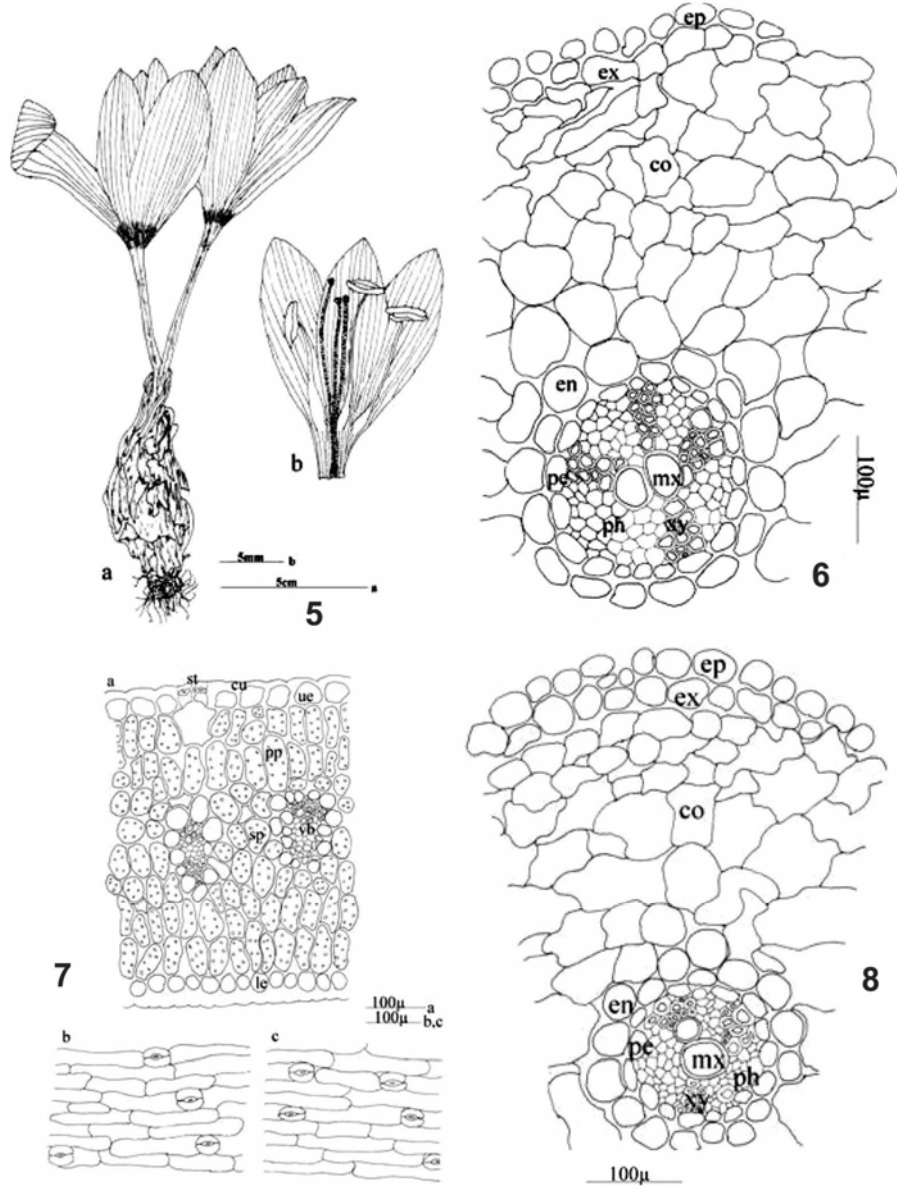 ep
ex
co
en
pe
mx
ph
xy
100μ
6
b
a
5mm b
5cm a
5
a
st
cu
ue
pp
sp
vb
le
7
100μ a
100μ b,c
b
c
ep
ex
co
8
en
pe
mx
ph
xy
100μ